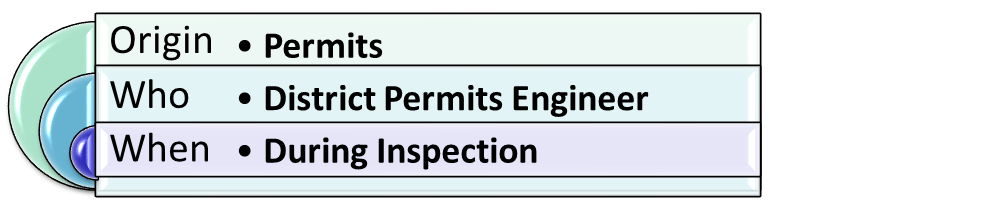 Origin • Permits
Who • District Permits Engineer
When • During Inspection